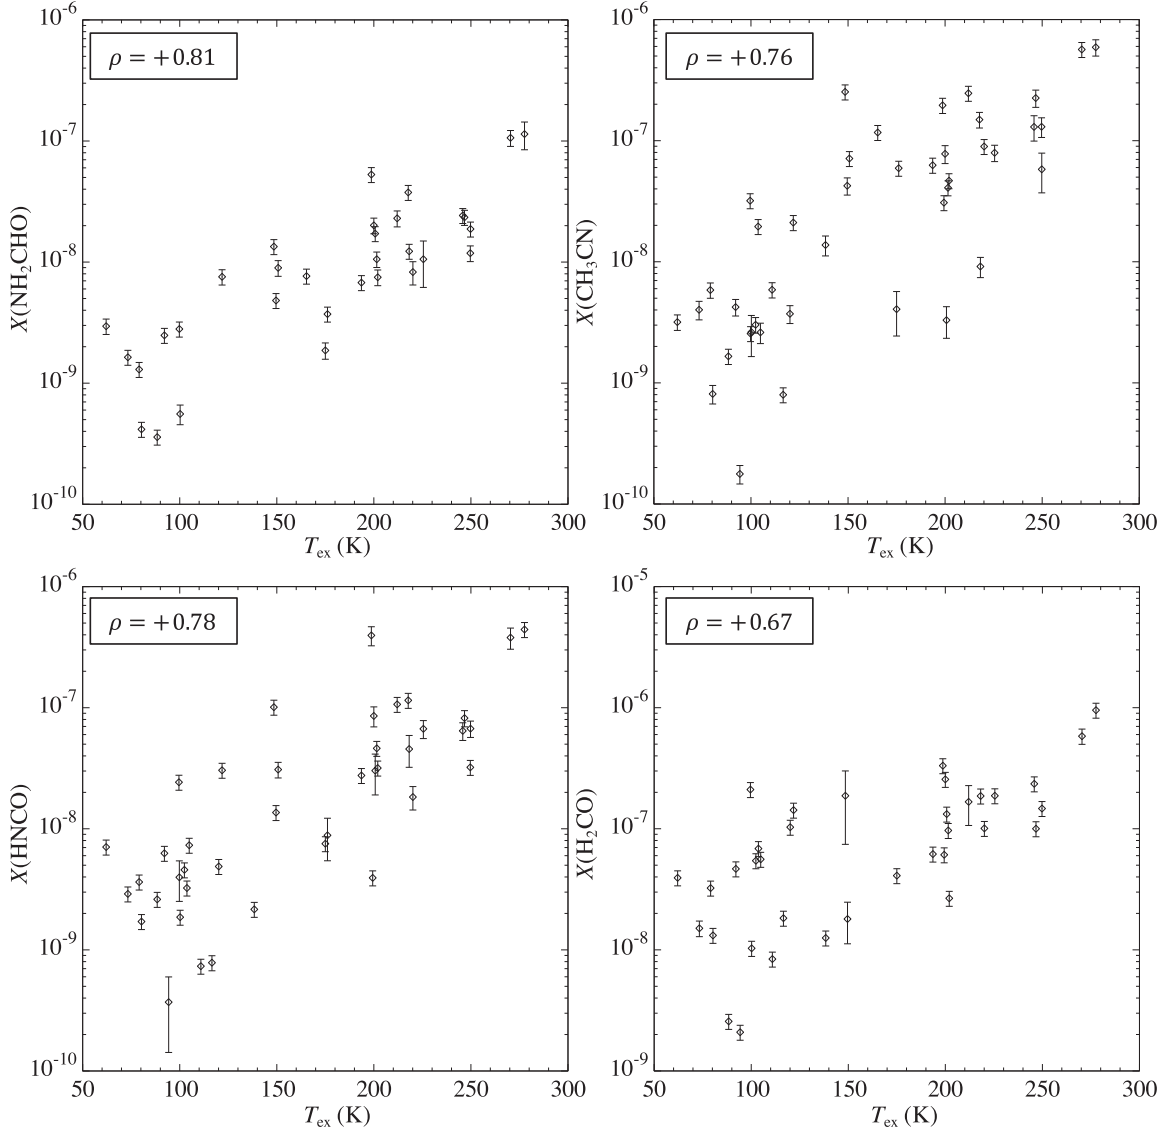 10⁻⁶
10⁻⁷
10⁻⁸
10⁻⁹
10⁻¹⁰
X(NH₂CHO)
ρ = +0.81
50 100 150 200 250 300
Tₑₓ (K)
10⁻⁶
10⁻⁷
10⁻⁸
10⁻⁹
10⁻¹⁰
X(CH₃CN)
ρ = +0.76
50 100 150 200 250 300
Tₑₓ (K)
10⁻⁶
10⁻⁷
10⁻⁸
10⁻⁹
10⁻¹⁰
X(HNCO)
ρ = +0.78
50 100 150 200 250 300
Tₑₓ (K)
10⁻⁵
10⁻⁶
10⁻⁷
10⁻⁸
10⁻⁹
X(H₂CO)
ρ = +0.67
50 100 150 200 250 300
Tₑₓ (K)